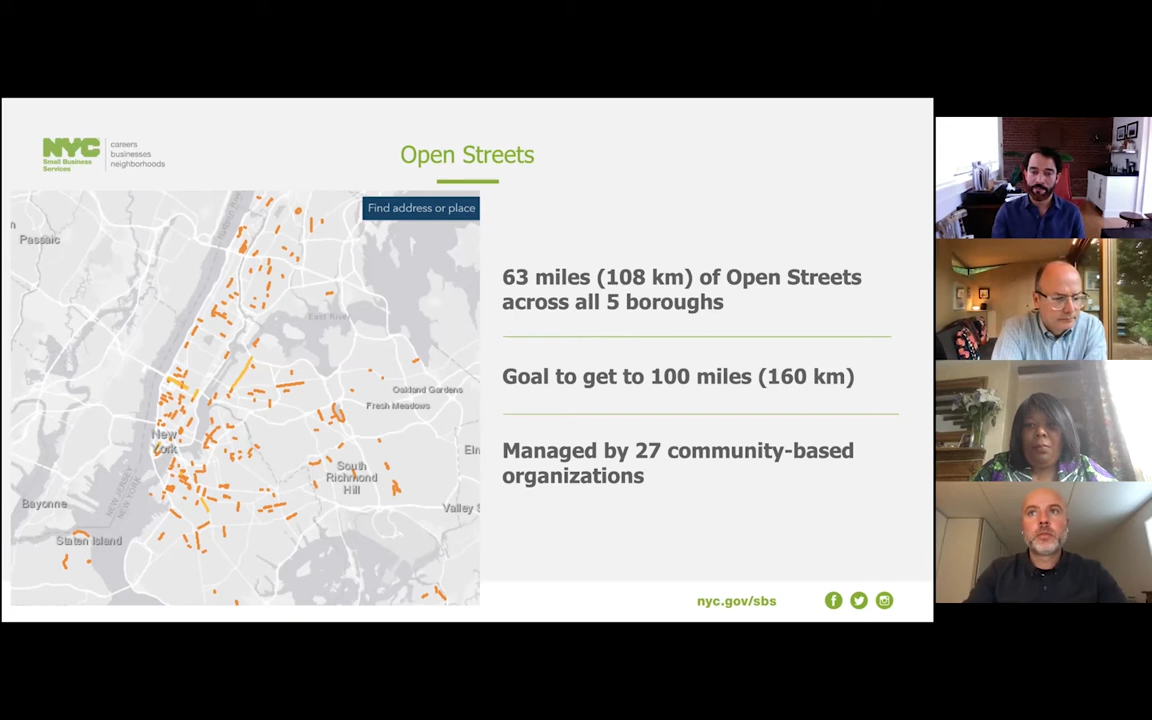 NYC
Small Business
Services
careers
businesses
neighborhoods
Open Streets
Find address or place
Passaic
Hudson River
East River
Oakland Gardens
Fresh Meadows
New
York
South
Richmond
Hill
Elm
NEW JERSEY
NEW YORK
Bayonne
Valley S
Staten Island
63 miles (108 km) of Open Streets
across all 5 boroughs
Goal to get to 100 miles (160 km)
Managed by 27 community-based
organizations
nyc.gov/sbs